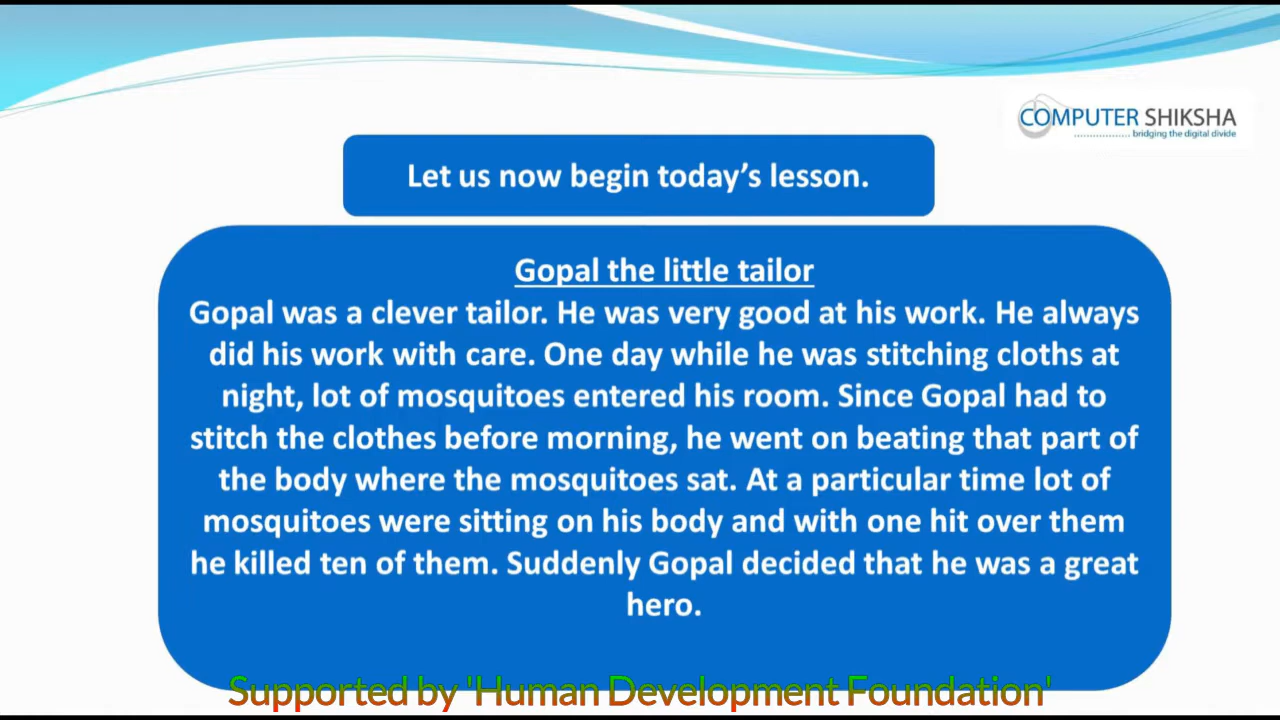 COMPUTER SHIKSHA
bridging the digital divide
Let us now begin today’s lesson.
Gopal the little tailor
Gopal was a clever tailor. He was very good at his work. He always
did his work with care. One day while he was stitching cloths at
night, lot of mosquitoes entered his room. Since Gopal had to
stitch the clothes before morning, he went on beating that part of
the body where the mosquitoes sat. At a particular time lot of
mosquitoes were sitting on his body and with one hit over them
he killed ten of them. Suddenly Gopal decided that he was a great
hero.
Supported by 'Human Development Foundation'